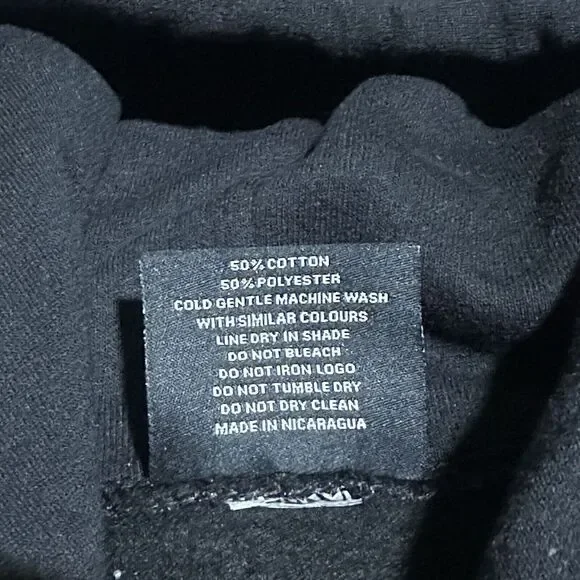 50% COTTON
50% POLYESTER
COLD GENTLE MACHINE WASH
WITH SIMILAR COLOURS
LINE DRY IN SHADE
DO NOT BLEACH
DO NOT IRON LOGO
DO NOT TUMBLE DRY
DO NOT DRY CLEAN
MADE IN NICARAGUA